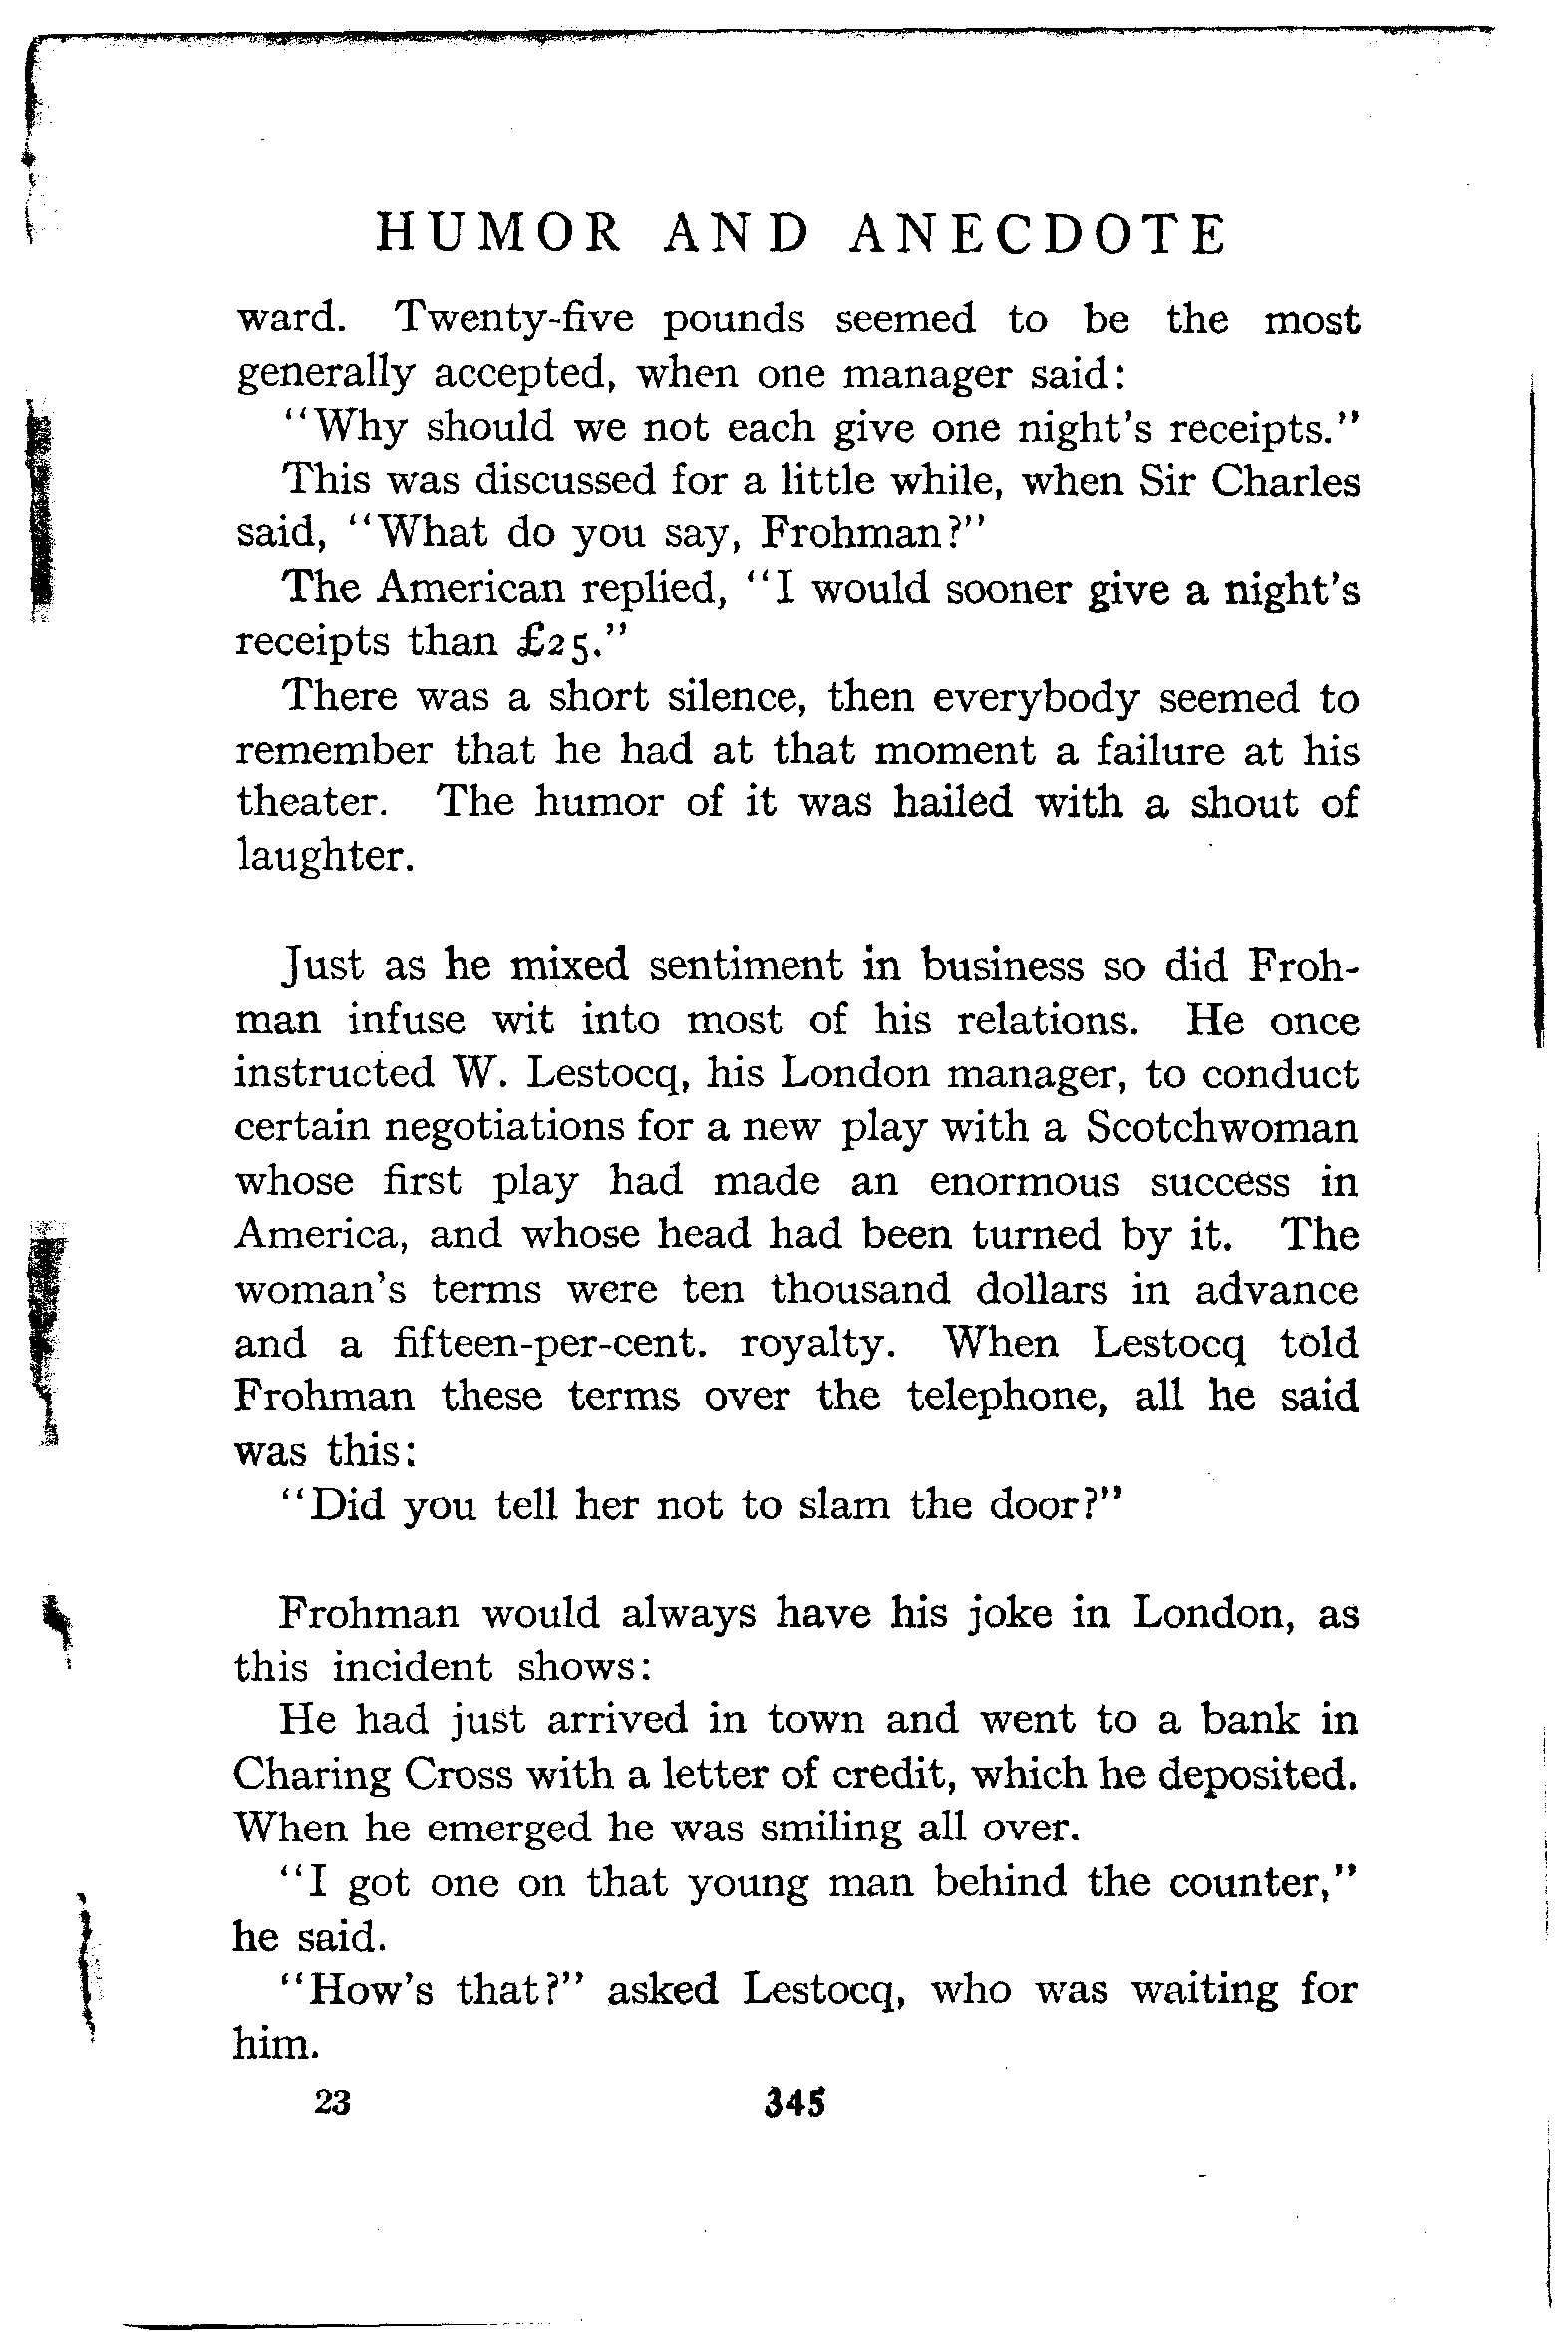 HUMOR AND ANECDOTE
ward. Twenty-five pounds seemed to be the most
generally accepted, when one manager said:
"Why should we not each give one night's receipts."
This was discussed for a little while, when Sir Charles
said, "What do you say, Frohman?"
The American replied, "I would sooner give a night's
receipts than £25."
There was a short silence, then everybody seemed to
remember that he had at that moment a failure at his
theater. The humor of it was hailed with a shout of
laughter.
Just as he mixed sentiment in business so did Froh-
man infuse wit into most of his relations. He once
instructed W. Lestocq, his London manager, to conduct
certain negotiations for a new play with a Scotchwoman
whose first play had made an enormous success in
America, and whose head had been turned by it. The
woman's terms were ten thousand dollars in advance
and a fifteen-per-cent. royalty. When Lestocq told
Frohman these terms over the telephone, all he said
was this:
"Did you tell her not to slam the door?"
Frohman would always have his joke in London, as
this incident shows:
He had just arrived in town and went to a bank in
Charing Cross with a letter of credit, which he deposited.
When he emerged he was smiling all over.
"I got one on that young man behind the counter,"
he said.
"How's that?" asked Lestocq, who was waiting for
him.
23 345